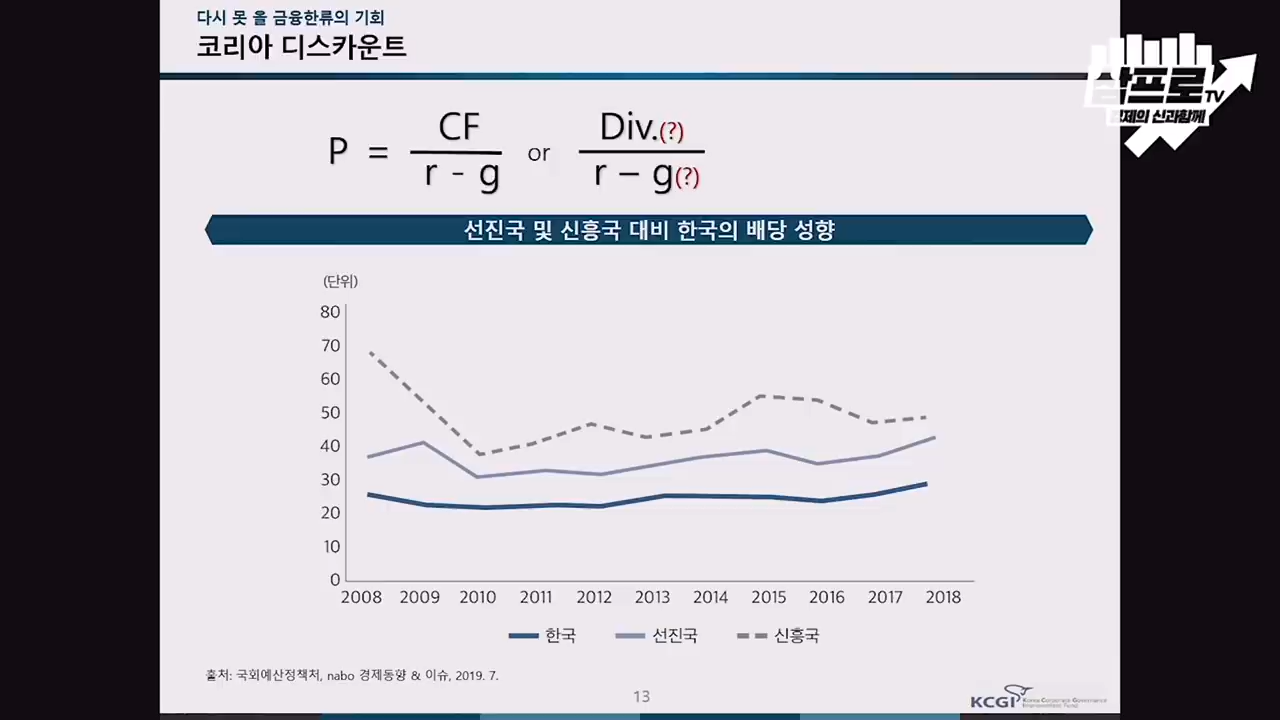 다시 못 올 금융한류의 기회
코리아 디스카운트
삼프로TV
경제의 신과함께
P = CF / r - g or Div.(?) / r – g(?)
선진국 및 신흥국 대비 한국의 배당 성향
(단위)
80
70
60
50
40
30
20
10
0
2008 2009 2010 2011 2012 2013 2014 2015 2016 2017 2018
한국 선진국 신흥국
출처: 국회예산정책처, nabo 경제동향 & 이슈, 2019. 7.
13
KCGI Korea Corporate Governance
Improvement Fund